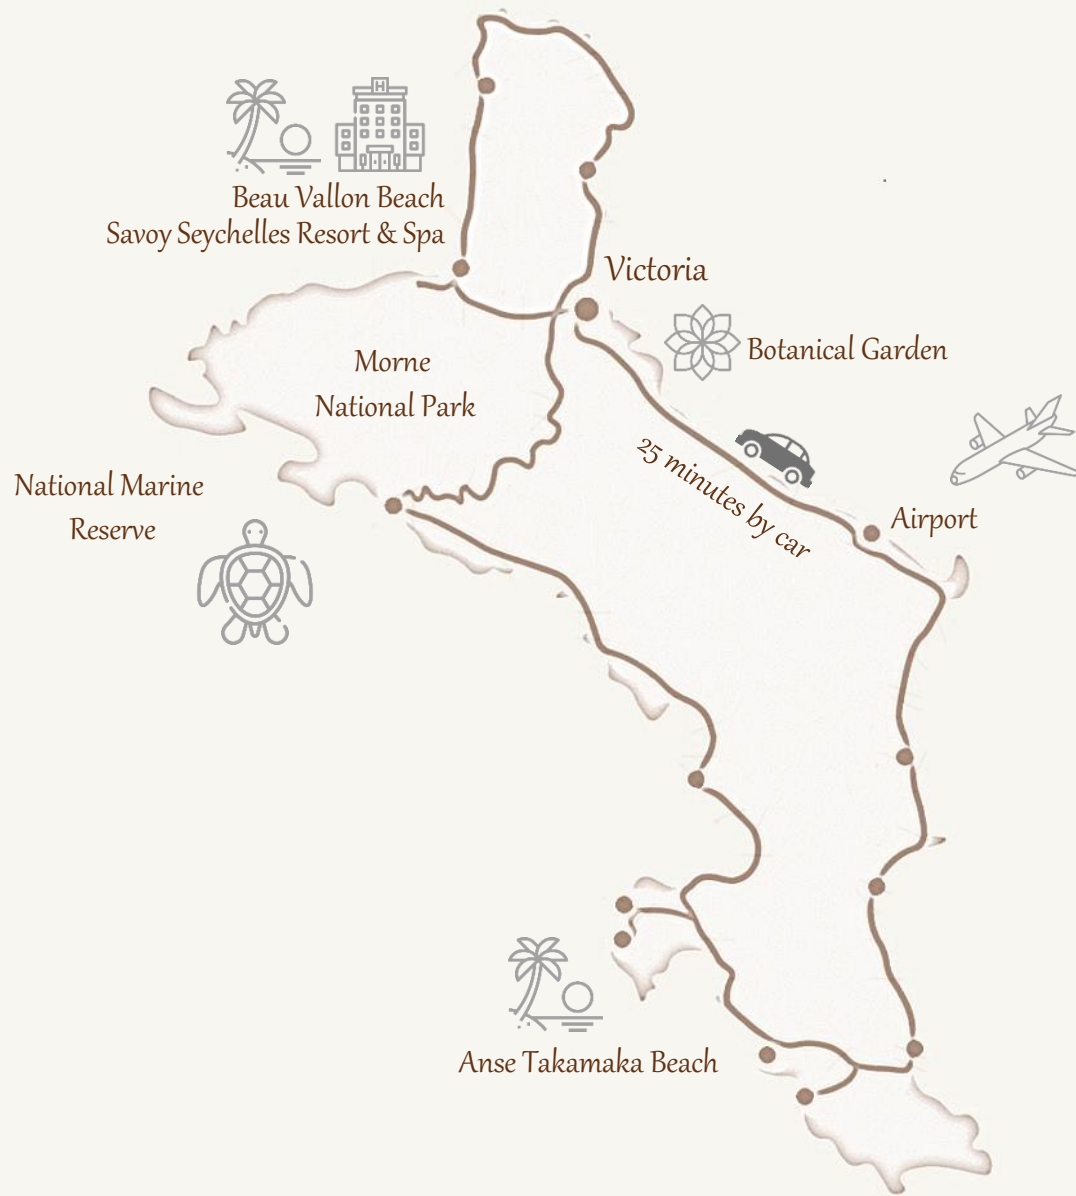 Beau Vallon Beach
Savoy Seychelles Resort & Spa
Victoria
Botanical Garden
Morne
National Park
25 minutes by car
National Marine
Reserve
Airport
Anse Takamaka Beach